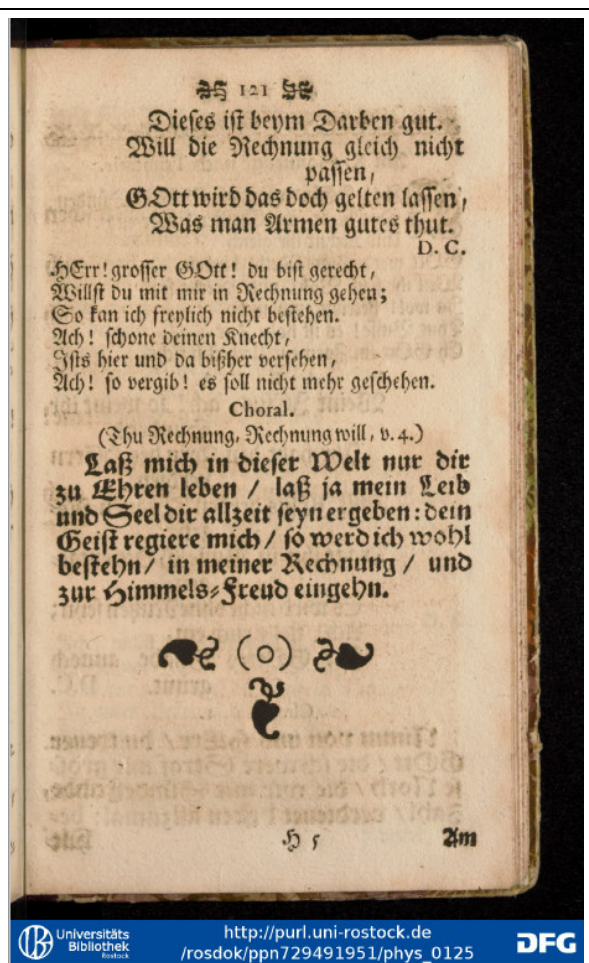 121
Dieses ist beym Darben gut.
Will die Rechnung gleich nicht
passen,
GOtt wird das doch gelten lassen,
Was man Armen gutes thut.
D. C.
HErr! grosser GOtt! du bist gerecht,
Willst du mit mir in Rechnung gehen;
So kan ich freylich nicht bestehen.
Ach! schone deinen Knecht,
Ists hier und da bißher versehen,
Ach! so vergib! es soll nicht mehr geschehen.
Choral.
(Thu Rechnung, Rechnung will, v. 4.)
Laß mich in dieser Welt nur dir
zu Ehren leben / laß ja mein Leib
und Seel dir allzeit seyn ergeben: dein
Geist regiere mich / so werd ich wohl
bestehn / in meiner Rechnung / und
zur Himmels-Freud eingehn.
(o)
H 5
Am
Universitäts
Bibliothek
Rostock
http://purl.uni-rostock.de
/rosdok/ppn729491951/phys_0125
DFG